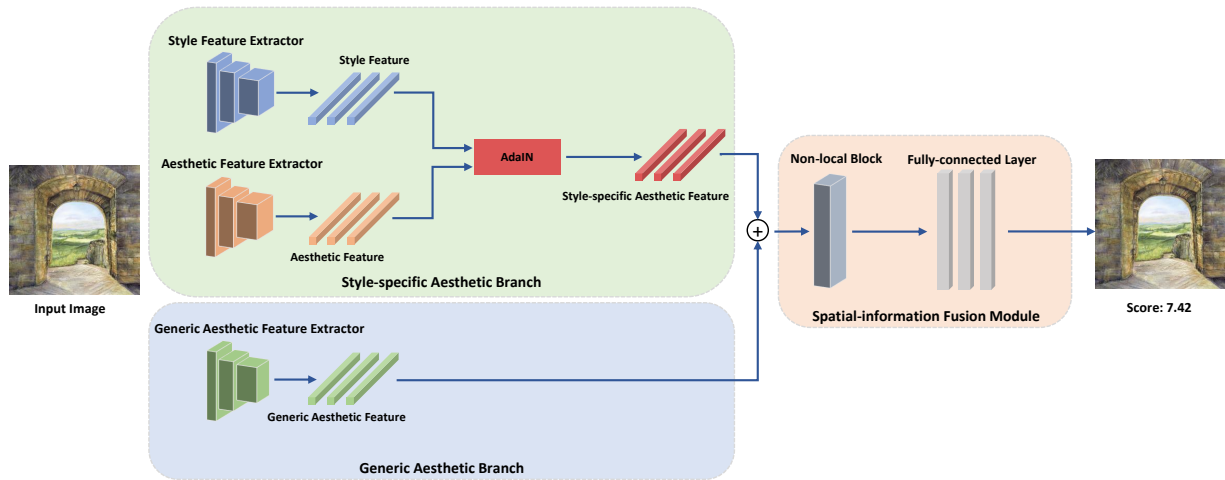 Style Feature Extractor
Style Feature
Aesthetic Feature Extractor
Aesthetic Feature
AdaIN
Style-specific Aesthetic Feature
Style-specific Aesthetic Branch
Input Image
Generic Aesthetic Feature Extractor
Generic Aesthetic Feature
Generic Aesthetic Branch
+
Non-local Block
Fully-connected Layer
Spatial-information Fusion Module
Score: 7.42